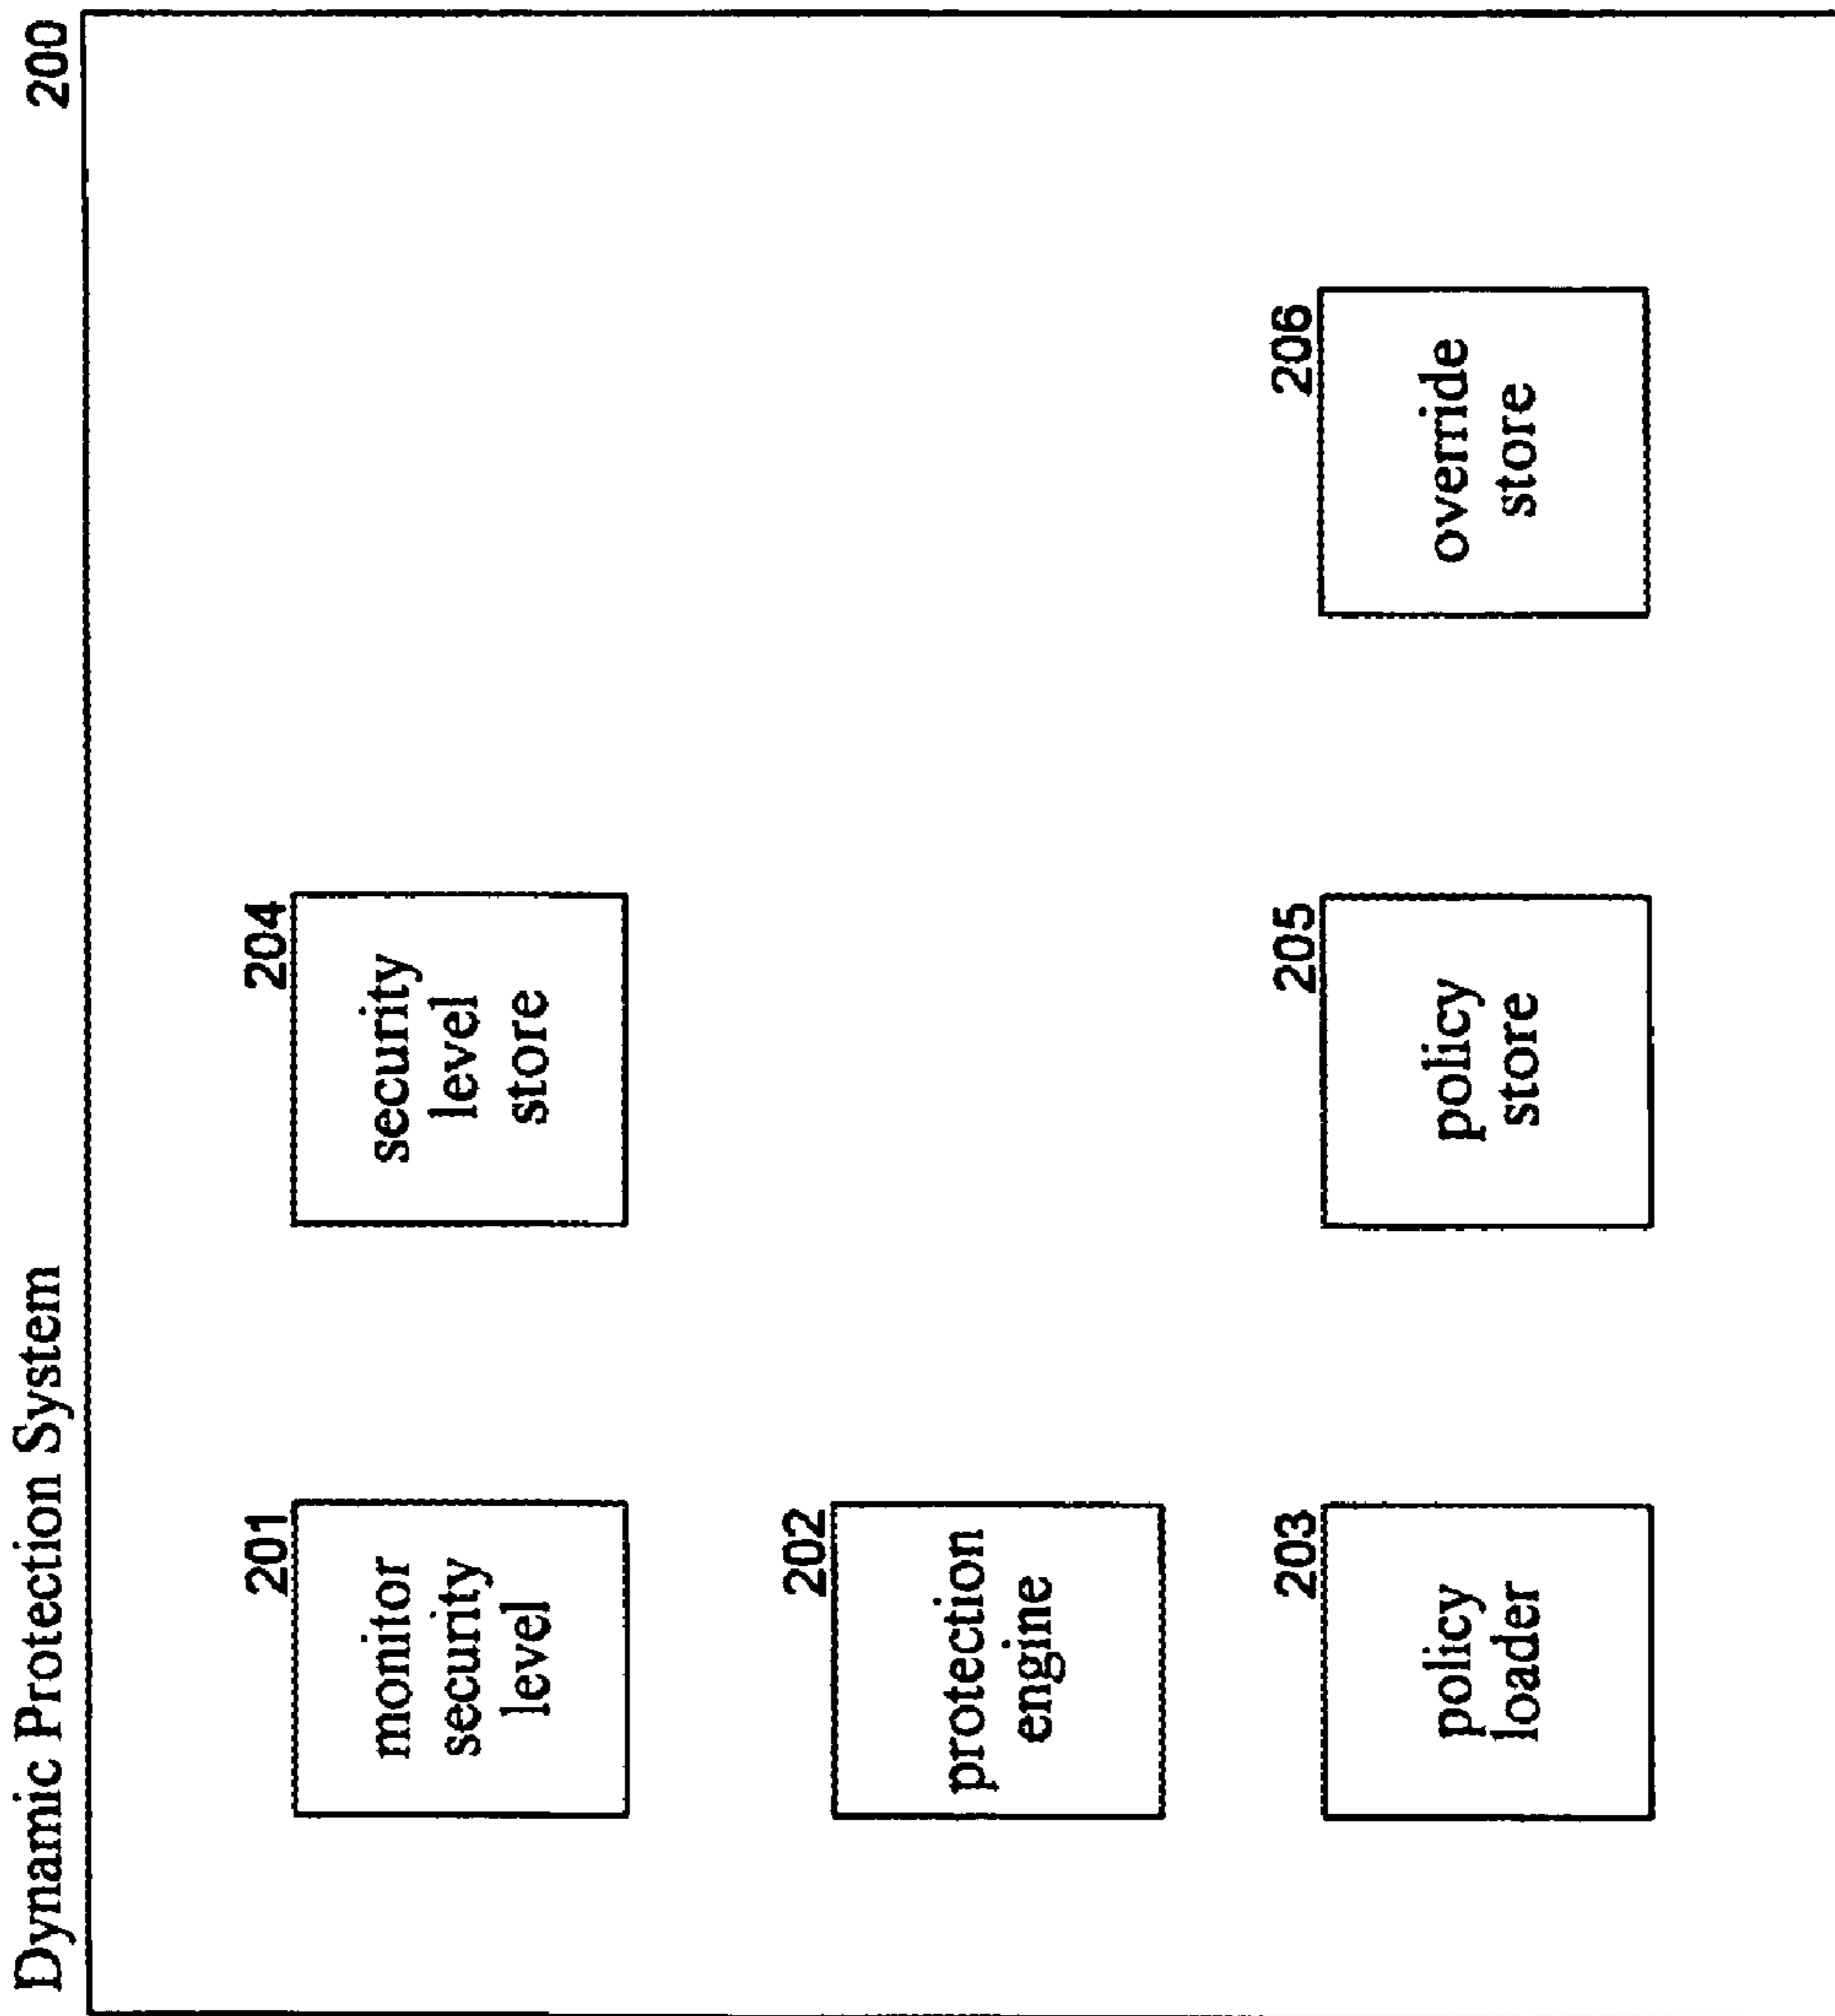 Dynamic Protection System
200
201
monitor
security
level
204
security
level
store
202
protection
engine
203
policy
loader
205
policy
store
206
override
store